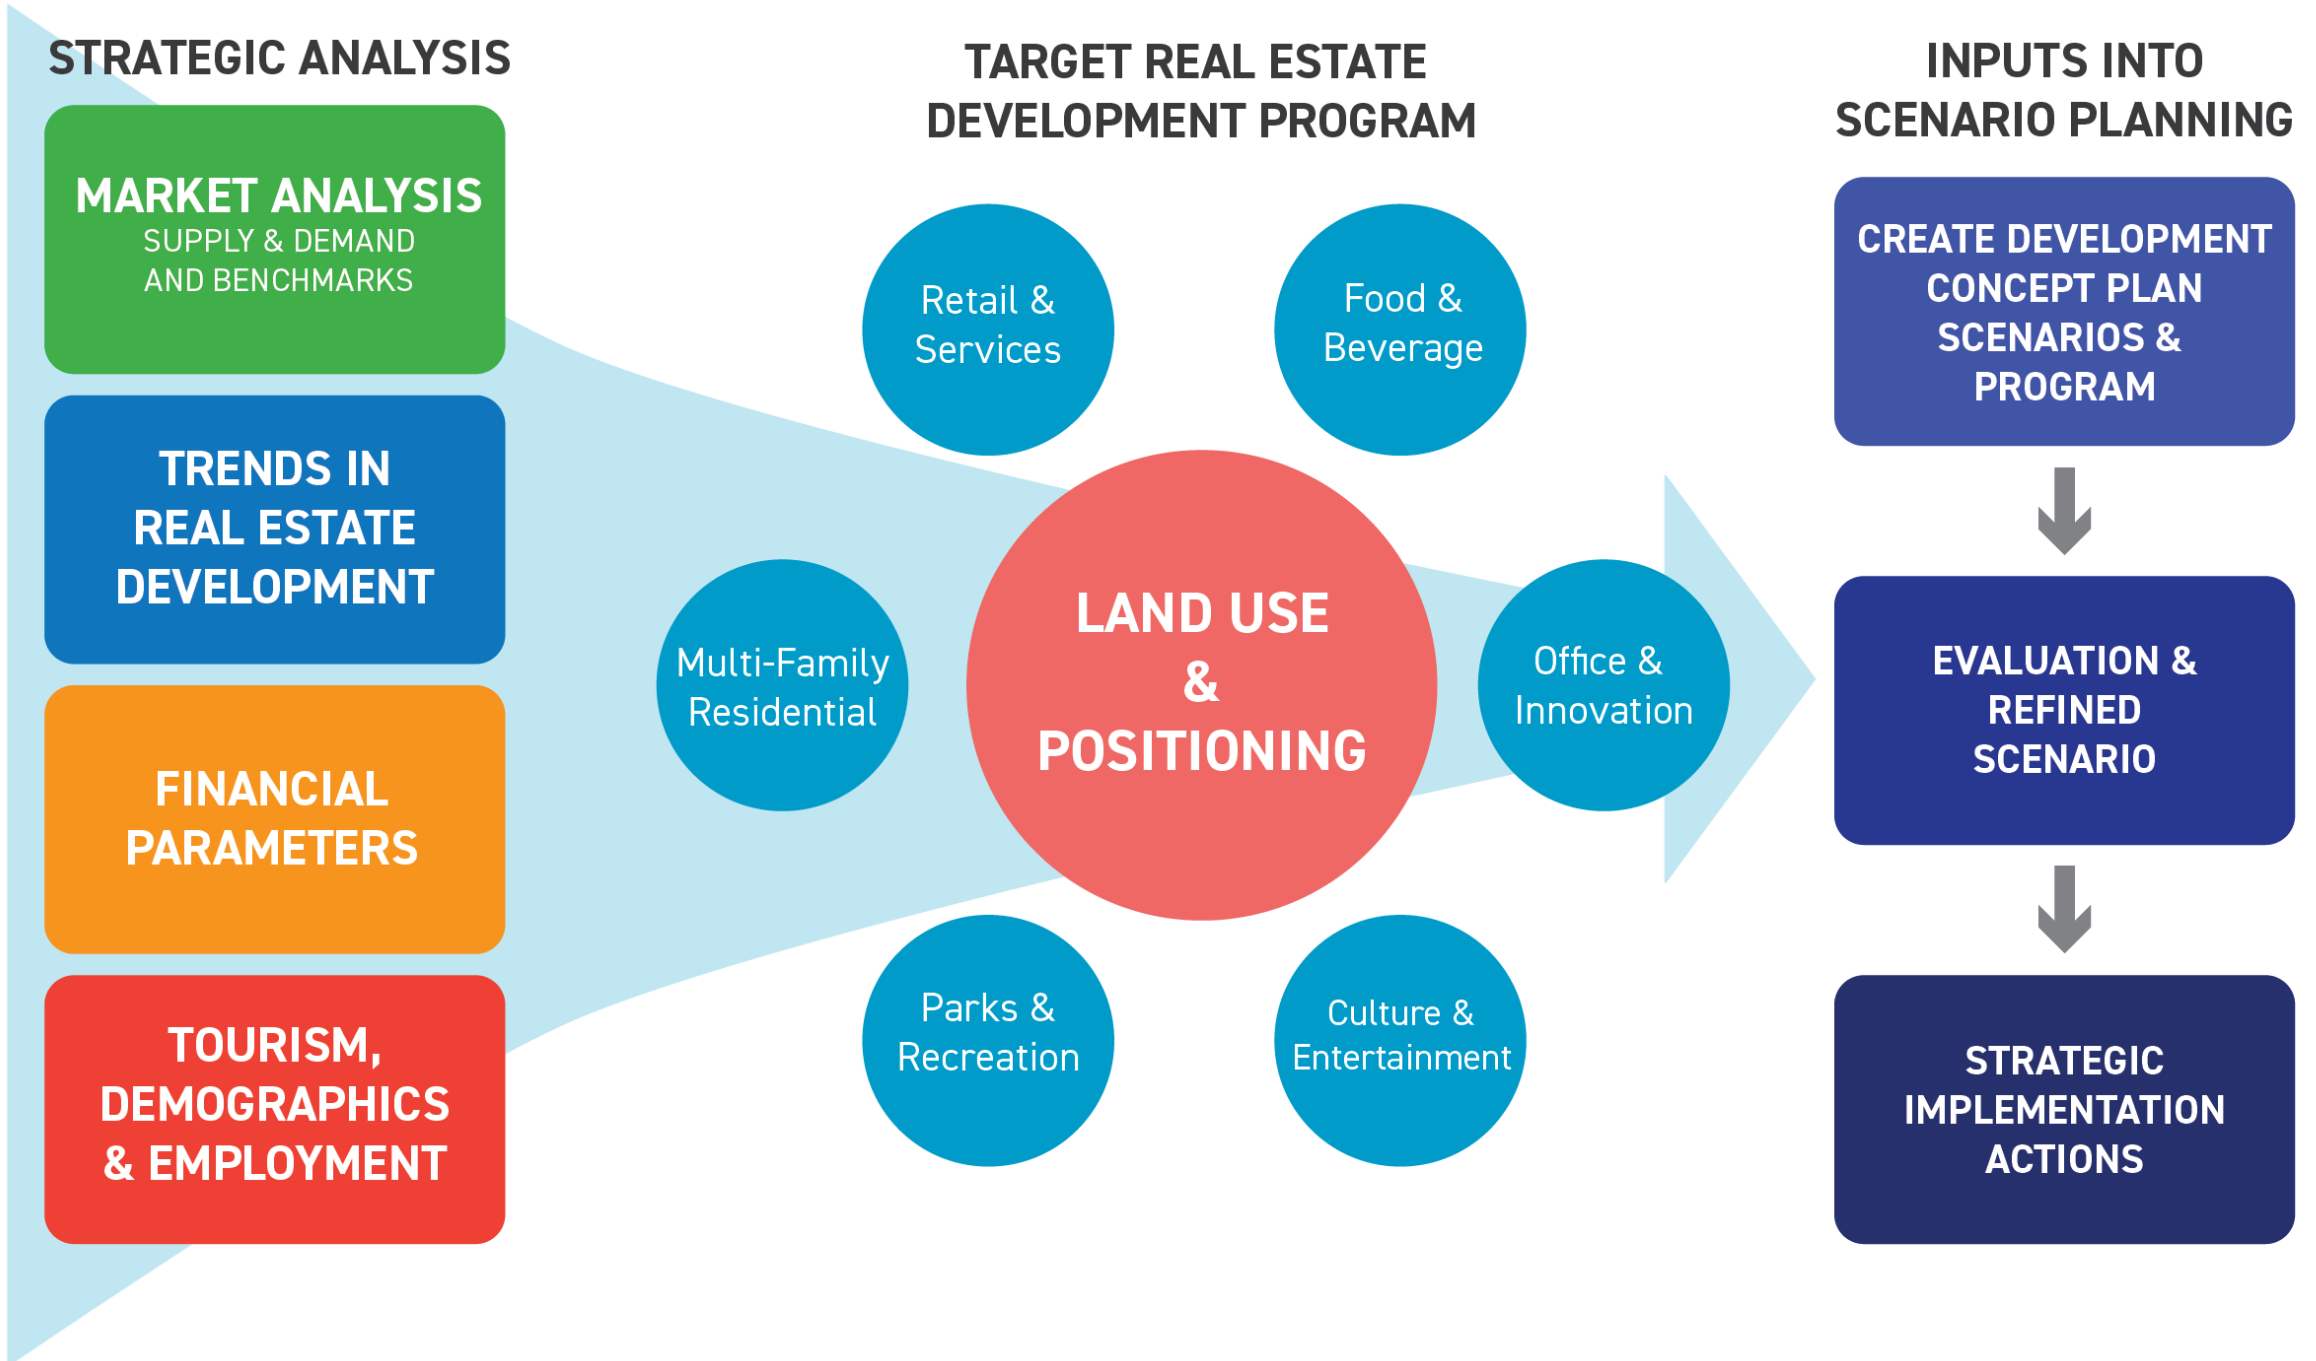 STRATEGIC ANALYSIS
MARKET ANALYSIS
SUPPLY & DEMAND
AND BENCHMARKS
TRENDS IN
REAL ESTATE
DEVELOPMENT
FINANCIAL
PARAMETERS
TOURISM,
DEMOGRAPHICS
& EMPLOYMENT
TARGET REAL ESTATE
DEVELOPMENT PROGRAM
Retail &
Services
Food &
Beverage
Multi-Family
Residential
LAND USE
&
POSITIONING
Office &
Innovation
Parks &
Recreation
Culture &
Entertainment
INPUTS INTO
SCENARIO PLANNING
CREATE DEVELOPMENT
CONCEPT PLAN
SCENARIOS &
PROGRAM
EVALUATION &
REFINED
SCENARIO
STRATEGIC
IMPLEMENTATION
ACTIONS